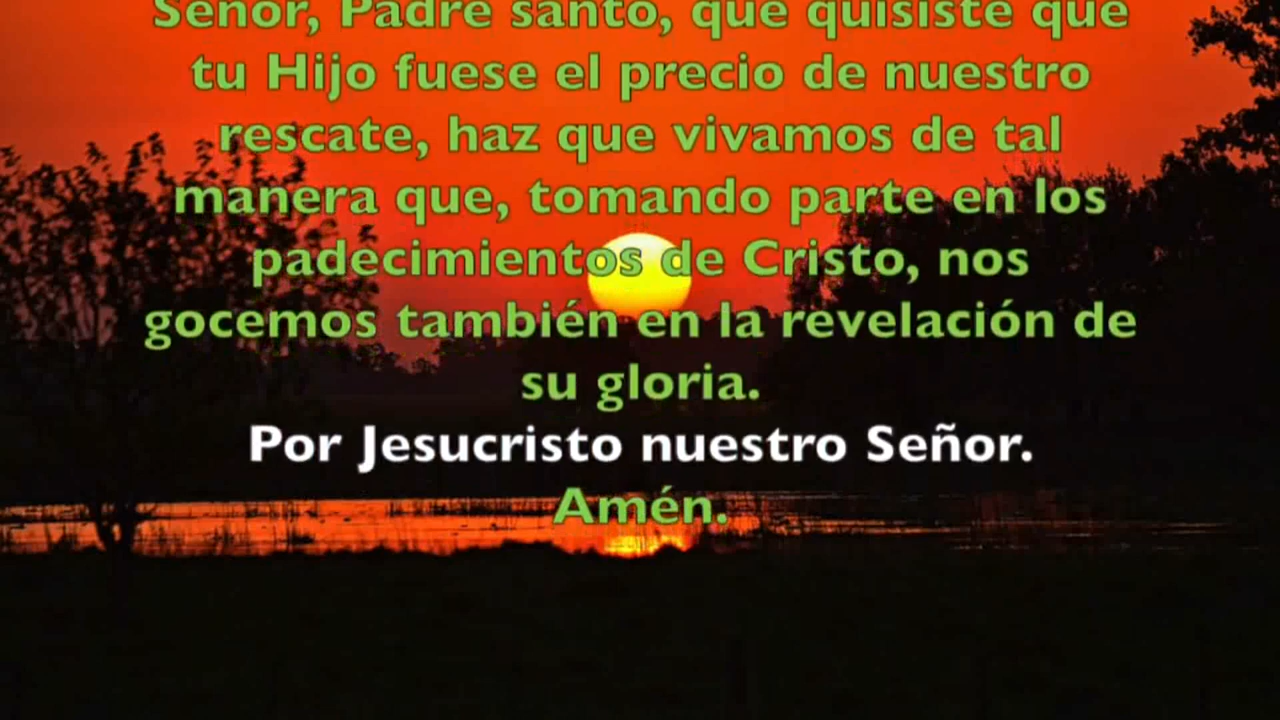 Señor, Padre santo, que quisiste que
tu Hijo fuese el precio de nuestro
rescate, haz que vivamos de tal
manera que, tomando parte en los
padecimientos de Cristo, nos
gocemos también en la revelación de
su gloria.
Por Jesucristo nuestro Señor.
Amén.